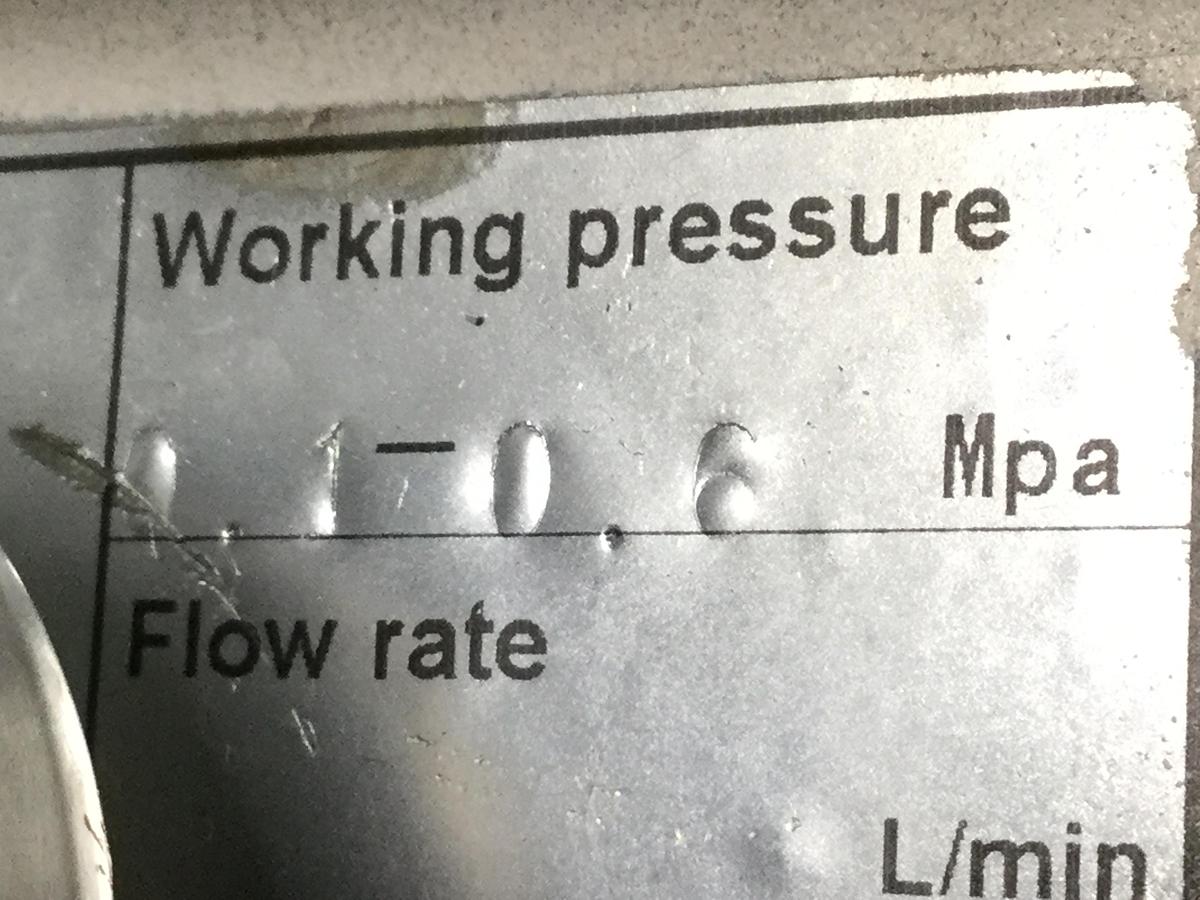 Working pressure
0.1-0.6 Mpa
Flow rate
L/min